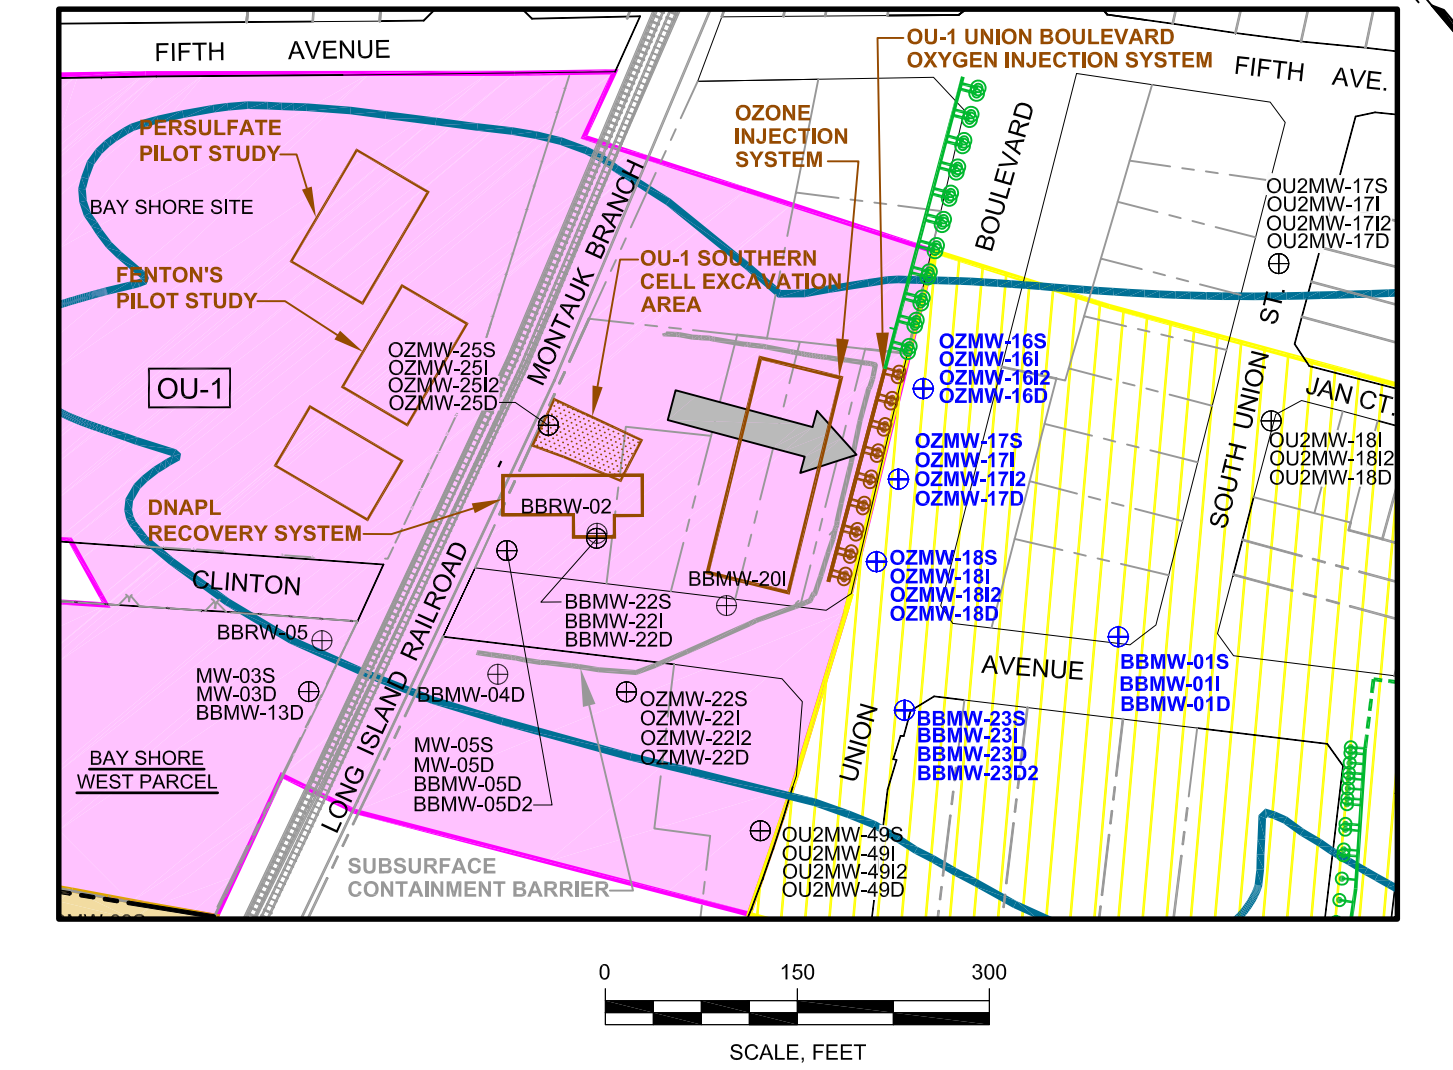 FIFTH AVENUE
OU-1 UNION BOULEVARD
OXYGEN INJECTION SYSTEM
FIFTH AVE.
PERSULFATE
PILOT STUDY
OZONE
INJECTION
SYSTEM
BOULEVARD
BAY SHORE SITE
MONTAUK BRANCH
OU2MW-17S
OU2MW-17I
OU2MW-17I2
OU2MW-17D
FENTON'S
PILOT STUDY
OU-1 SOUTHERN
CELL EXCAVATION
AREA
ST.
OU-1
OZMW-25S
OZMW-25I
OZMW-25I2
OZMW-25D
OZMW-16S
OZMW-16I
OZMW-16I2
OZMW-16D
JAN CT.
SOUTH UNION
OZMW-17S
OZMW-17I
OZMW-17I2
OZMW-17D
OU2MW-18I
OU2MW-18I2
OU2MW-18D
DNAPL
RECOVERY SYSTEM
BBRW-02
CLINTON
BBMW-20I
OZMW-18S
OZMW-18I
OZMW-18I2
OZMW-18D
BBMW-22S
BBMW-22I
BBMW-22D
BBRW-05
LONG ISLAND RAILROAD
AVENUE
BBMW-01S
BBMW-01I
BBMW-01D
MW-03S
MW-03D
BBMW-13D
BBMW-04D
OZMW-22S
OZMW-22I
OZMW-22I2
OZMW-22D
UNION
BBMW-23S
BBMW-23I
BBMW-23D
BBMW-23D2
BAY SHORE
WEST PARCEL
MW-05S
MW-05D
BBMW-05D
BBMW-05D2
OU2MW-49S
OU2MW-49I
OU2MW-49I2
OU2MW-49D
SUBSURFACE
CONTAINMENT BARRIER
0 150 300
SCALE, FEET